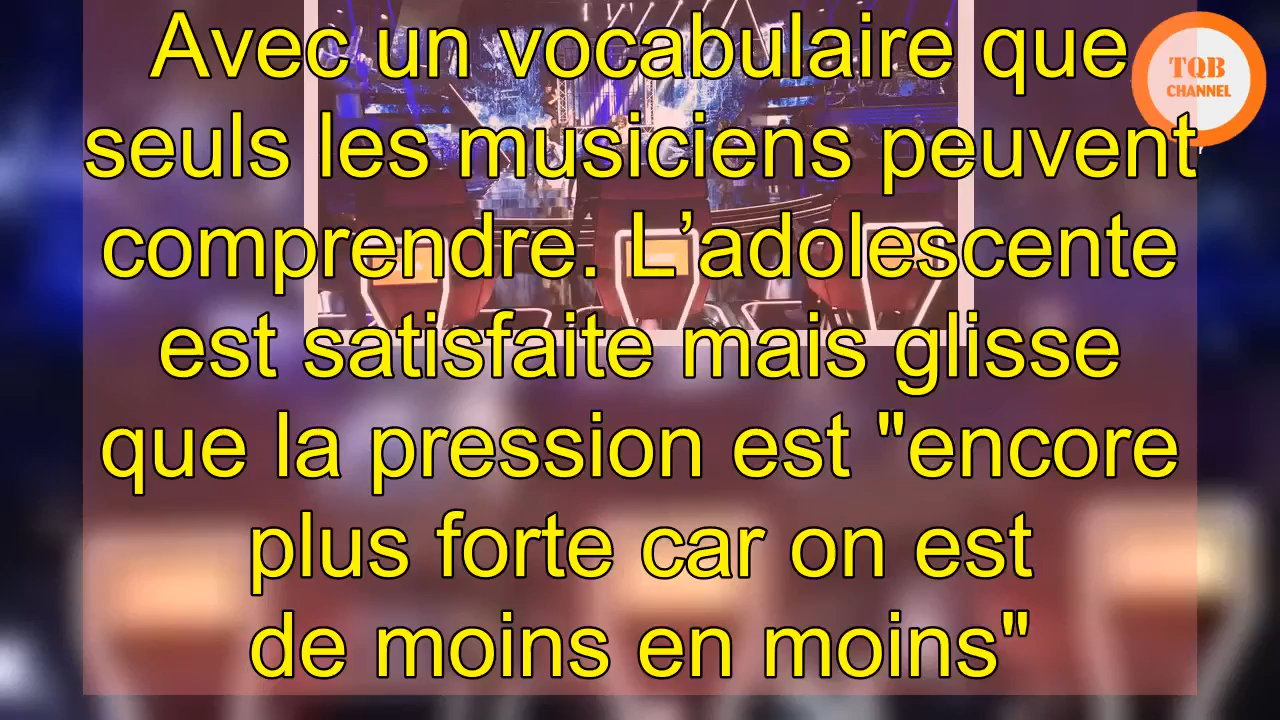 Avec un vocabulaire que
seuls les musiciens peuvent
comprendre. L’adolescente
est satisfaite mais glisse
que la pression est "encore
plus forte car on est
de moins en moins"
TQB
CHANNEL